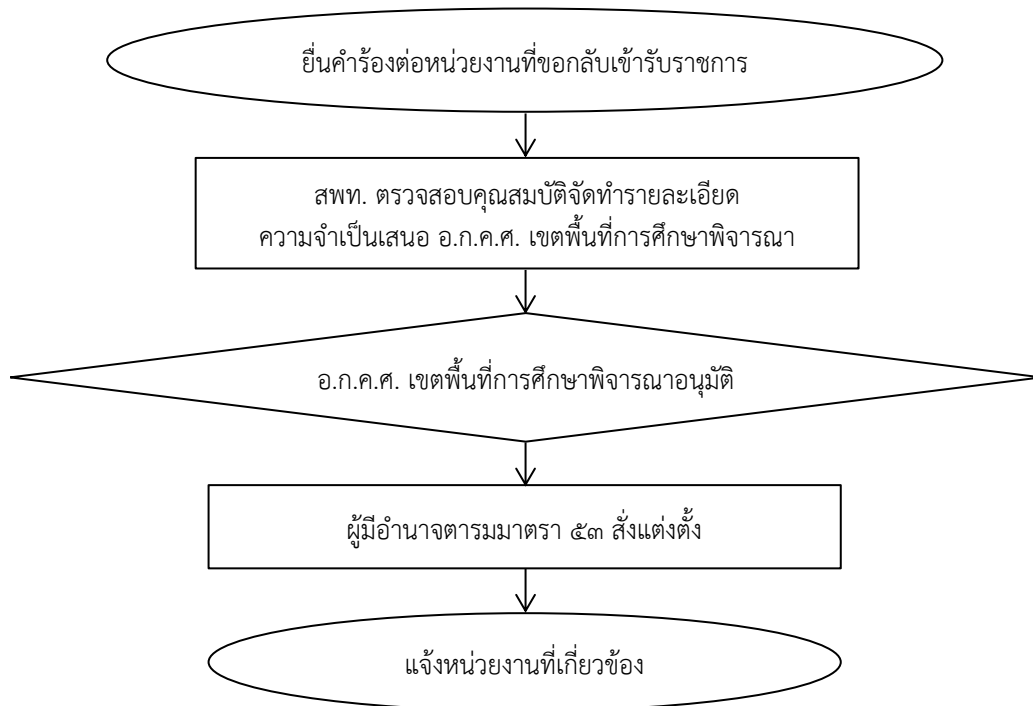 ยื่นคำร้องต่อหน่วยงานที่ขอกลับเข้ารับราชการ
สพท. ตรวจสอบคุณสมบัติจัดทำรายละเอียด
ความจำเป็นเสนอ อ.ก.ค.ศ. เขตพื้นที่การศึกษาพิจารณา
อ.ก.ค.ศ. เขตพื้นที่การศึกษาพิจารณาอนุมัติ
ผู้มีอำนาจตารมมาตรา ๕๓ สั่งแต่งตั้ง
แจ้งหน่วยงานที่เกี่ยวข้อง